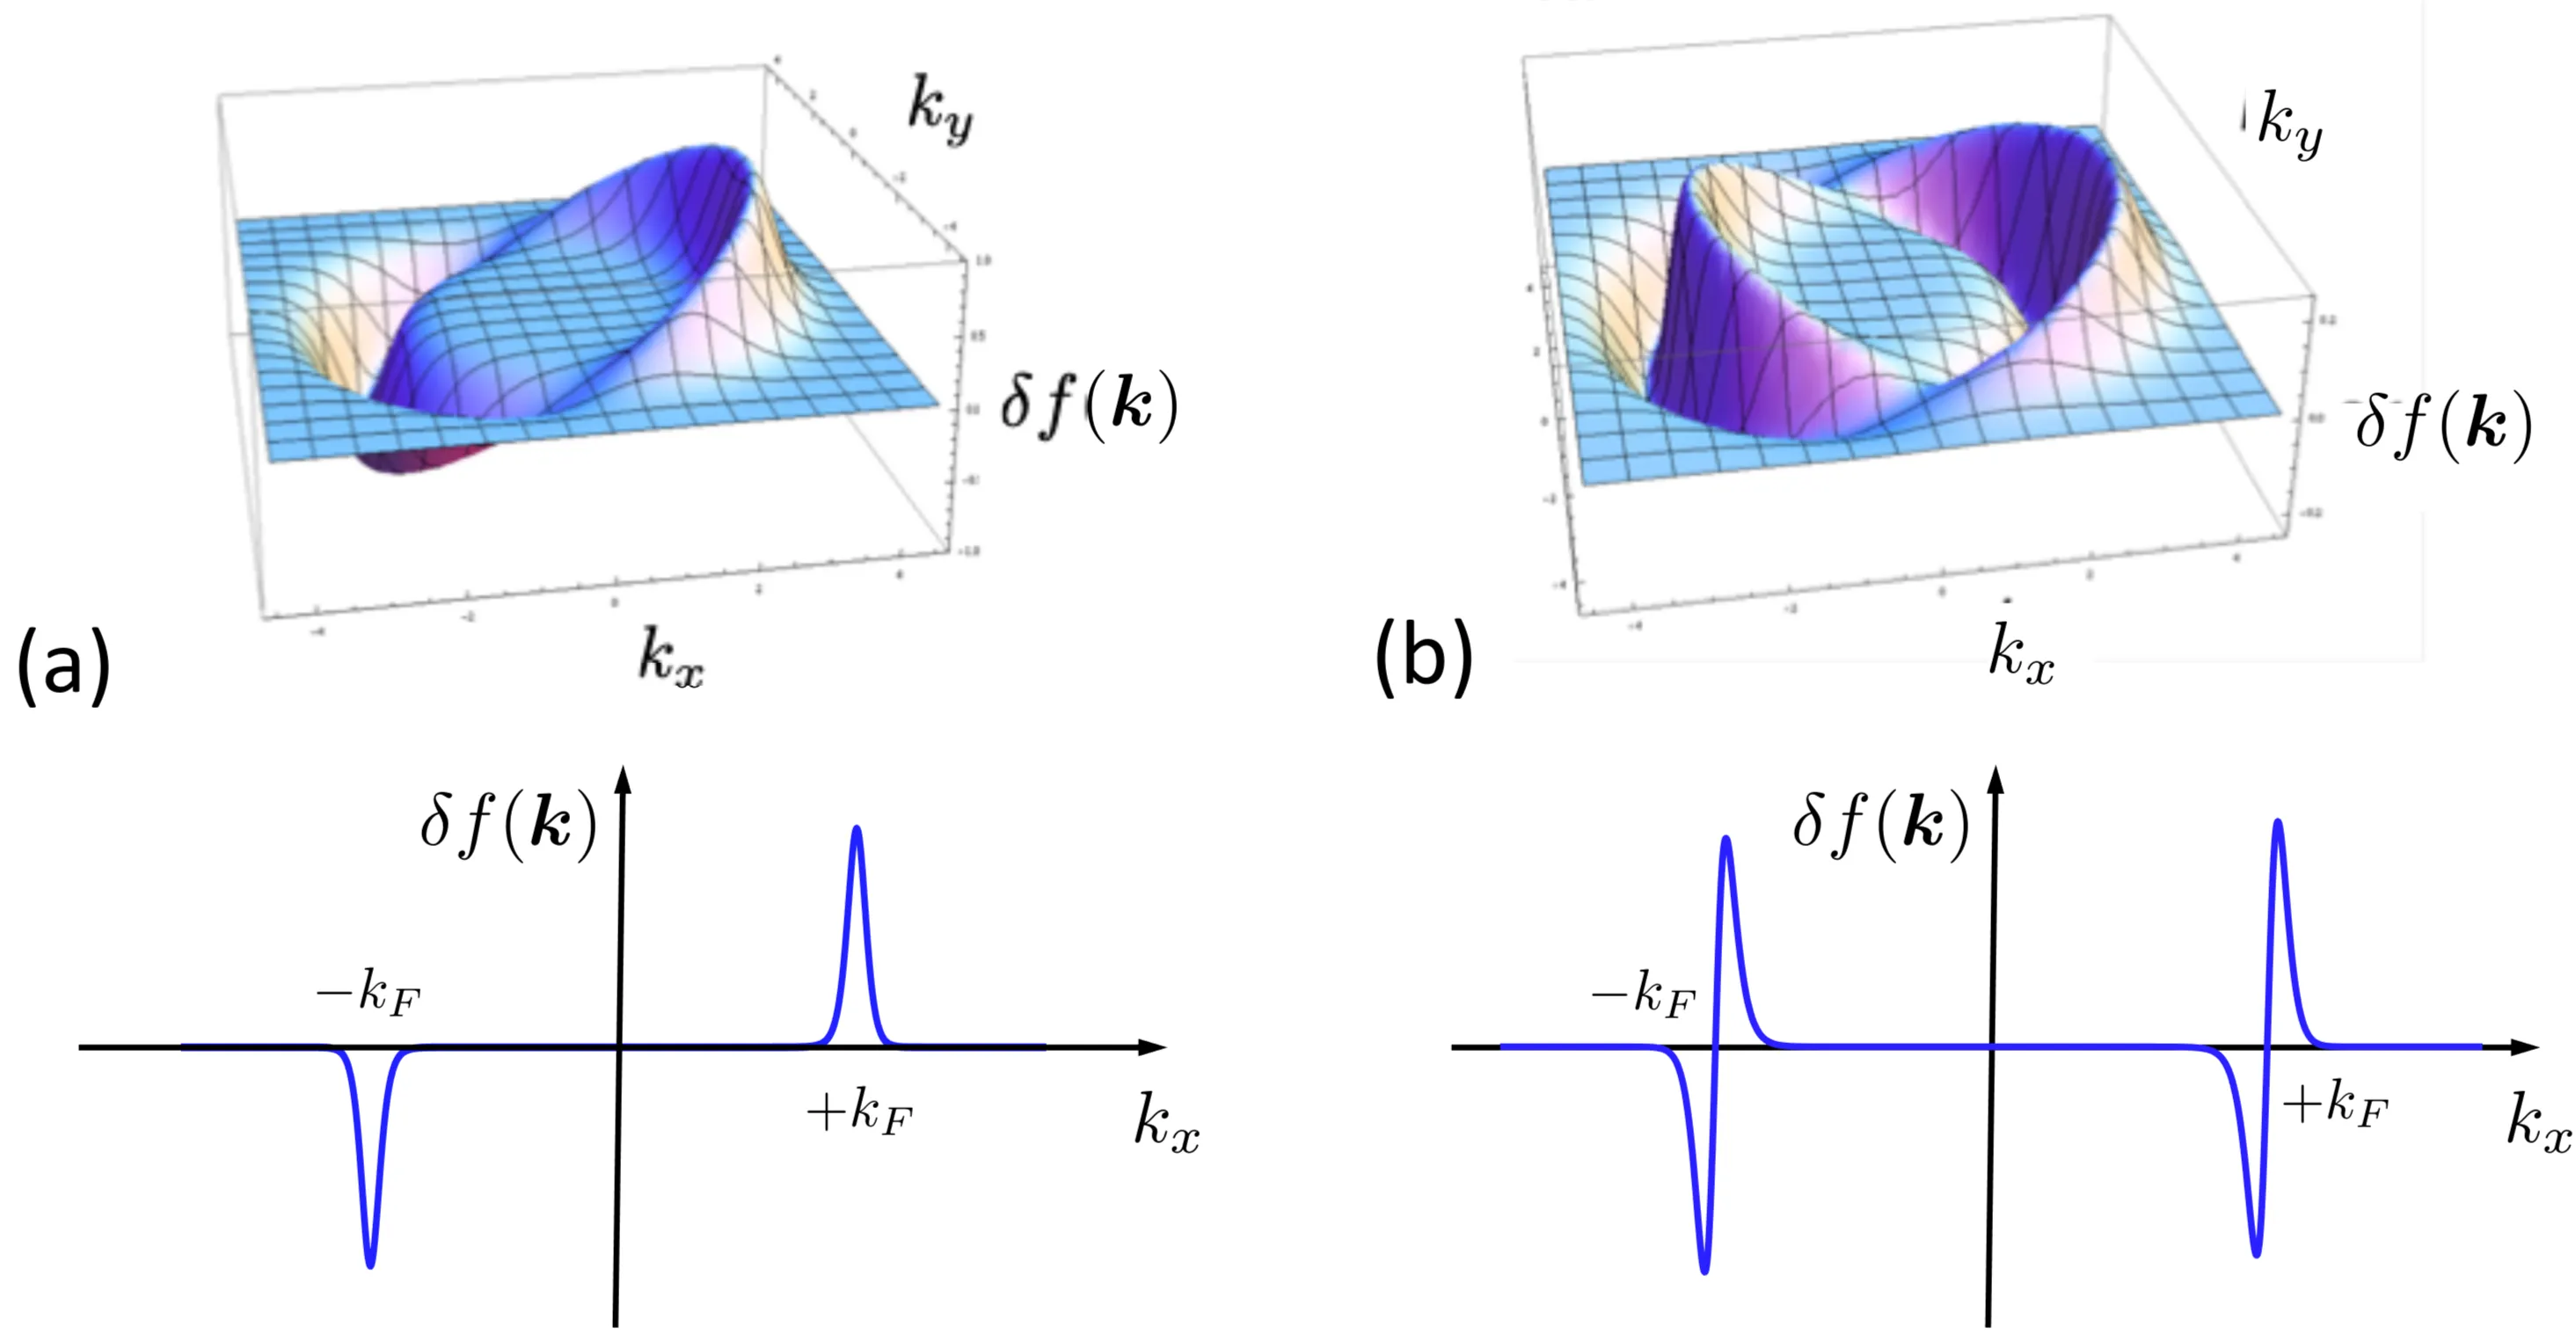 k_y
δf(k)
k_x
(a)
k_y
δf(k)
k_x
(b)
δf(k)
−k_F
+k_F
k_x
δf(k)
−k_F
+k_F
k_x